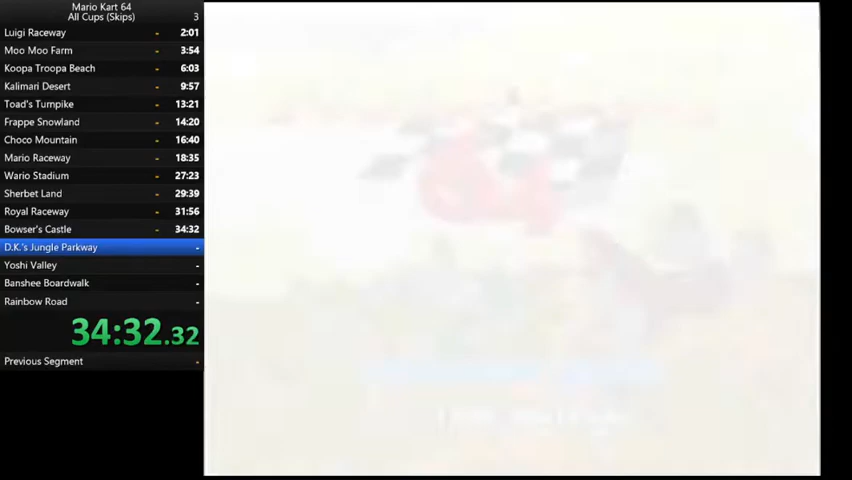 Mario Kart 64
All Cups (Skips) 3
Luigi Raceway - 2:01
Moo Moo Farm - 3:54
Koopa Troopa Beach - 6:03
Kalimari Desert - 9:57
Toad's Turnpike - 13:21
Frappe Snowland - 14:20
Choco Mountain - 16:40
Mario Raceway - 18:35
Wario Stadium - 27:23
Sherbet Land - 29:39
Royal Raceway - 31:56
Bowser's Castle - 34:32
D.K.'s Jungle Parkway -
Yoshi Valley -
Banshee Boardwalk -
Rainbow Road -
34:32.32
Previous Segment -